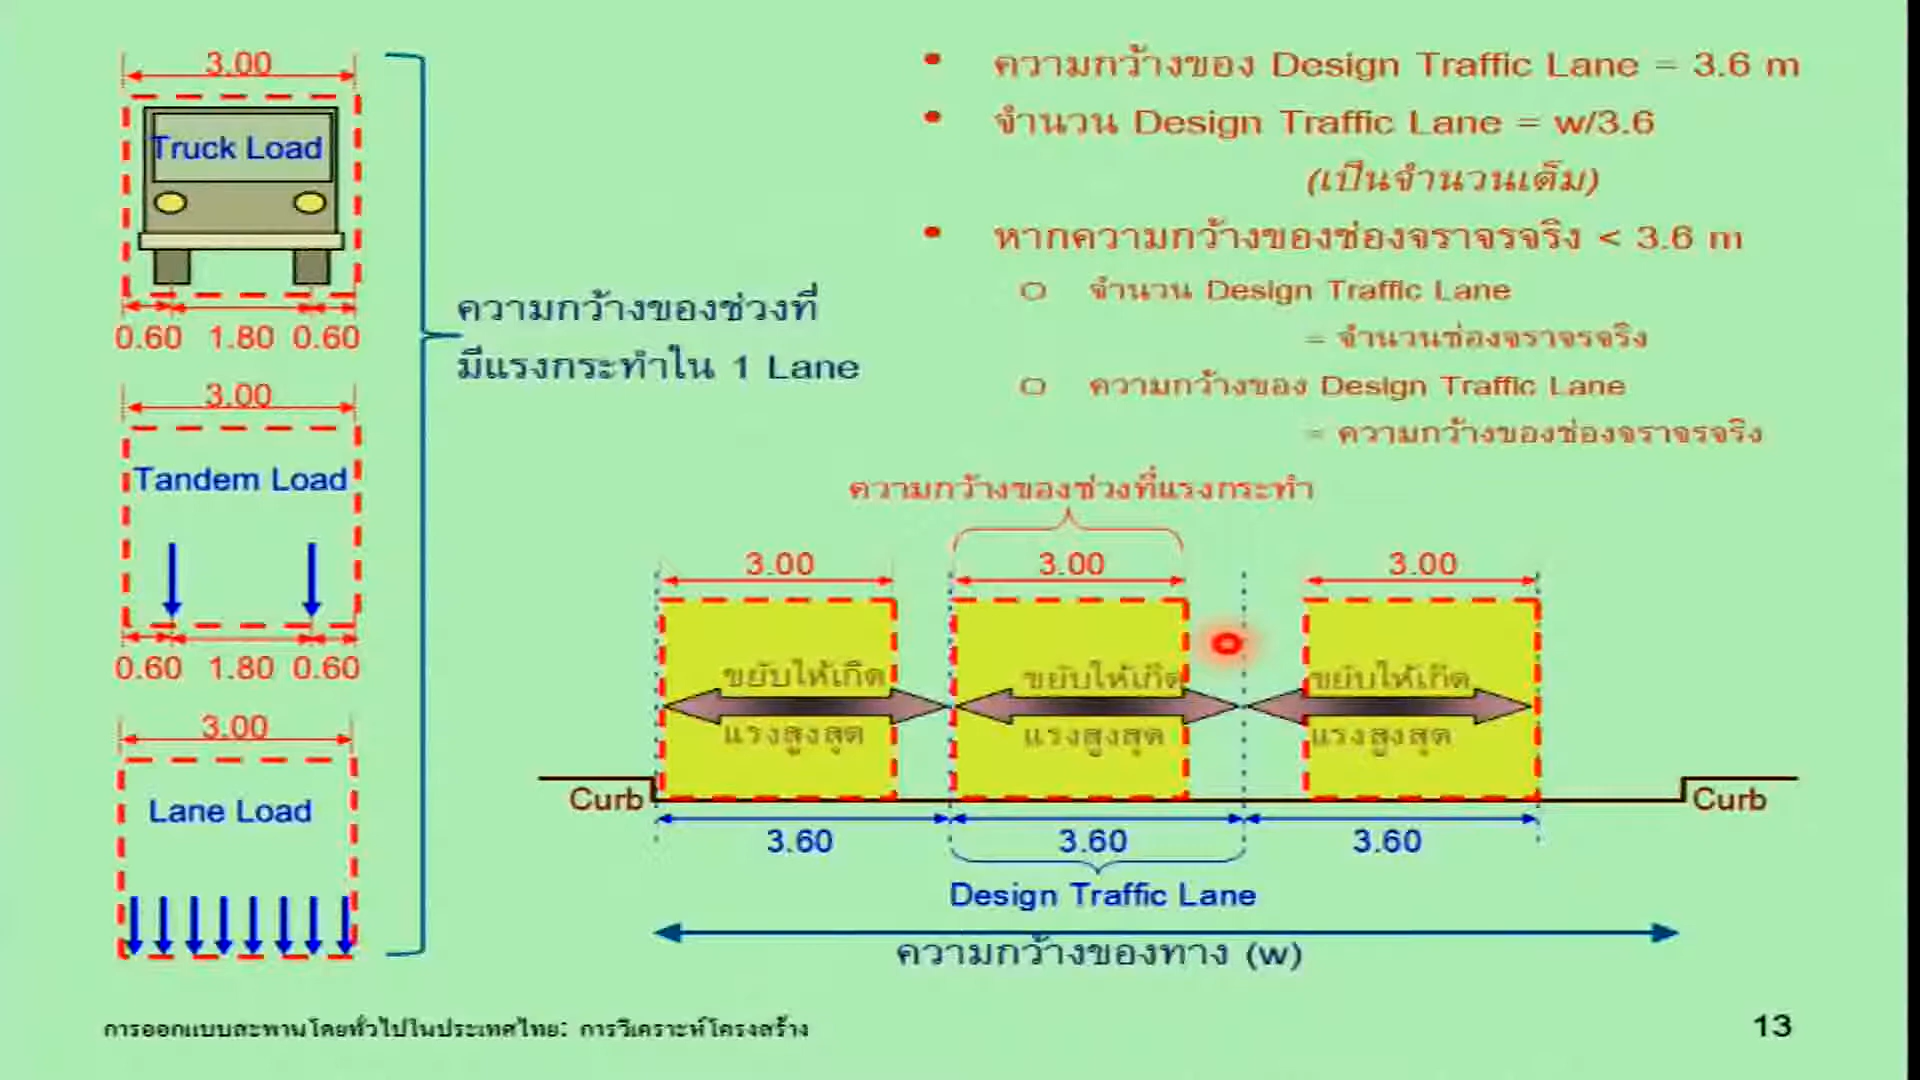 3.00
Truck Load
0.60 1.80 0.60
3.00
Tandem Load
0.60 1.80 0.60
3.00
Lane Load
ความกว้างของช่วงที่
มีแรงกระทำใน 1 Lane
• ความกว้างของ Design Traffic Lane = 3.6 m
• จำนวน Design Traffic Lane = w/3.6
(เป็นจำนวนเต็ม)
• หากความกว้างของช่องจราจรจริง < 3.6 m
o จำนวน Design Traffic Lane
= จำนวนช่องจราจรจริง
o ความกว้างของ Design Traffic Lane
= ความกว้างของช่องจราจรจริง
ความกว้างของช่วงที่แรงกระทำ
3.00 3.00 3.00
ขยับให้เกิด ขยับให้เกิด ขยับให้เกิด
แรงสูงสุด แรงสูงสุด แรงสูงสุด
Curb Curb
3.60 3.60 3.60
Design Traffic Lane
ความกว้างของทาง (w)
การออกแบบสะพานโดยทั่วไปในประเทศไทย: การวิเคราะห์โครงสร้าง
13